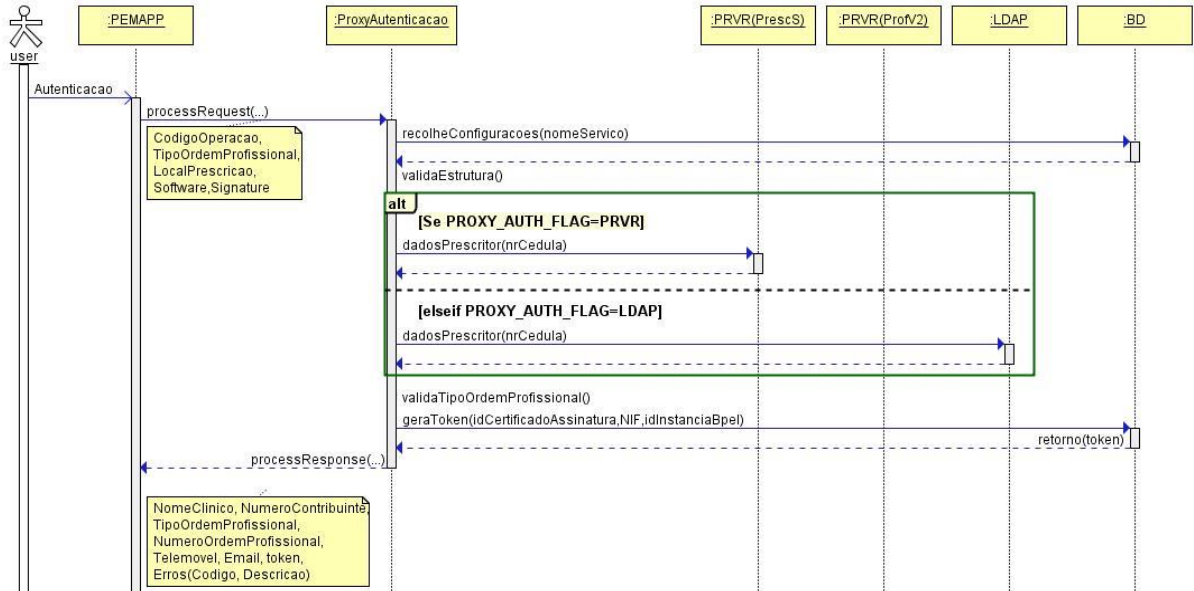 :PEMAPP
:ProxyAutenticacao
:PRVR(PrescS)
:PRVR(ProfV2)
:LDAP
:BD
user
Autenticacao
processRequest(...)
CodigoOperacao,
TipoOrdemProfissional,
LocalPrescricao,
Software,Signature
recolheConfiguracoes(nomeServico)
validaEstrutura()
alt
[Se PROXY_AUTH_FLAG=PRVR]
dadosPrescritor(nrCedula)
[elseif PROXY_AUTH_FLAG=LDAP]
dadosPrescritor(nrCedula)
validaTipoOrdemProfissional()
geraToken(idCertificadoAssinatura,NIF,idInstanciaBpel)
retorno(token)
processResponse(...)
NomeClinico, NumeroContribuinte,
TipoOrdemProfissional,
NumeroOrdemProfissional,
Telemovel, Email, token,
Erros(Codigo, Descricao)